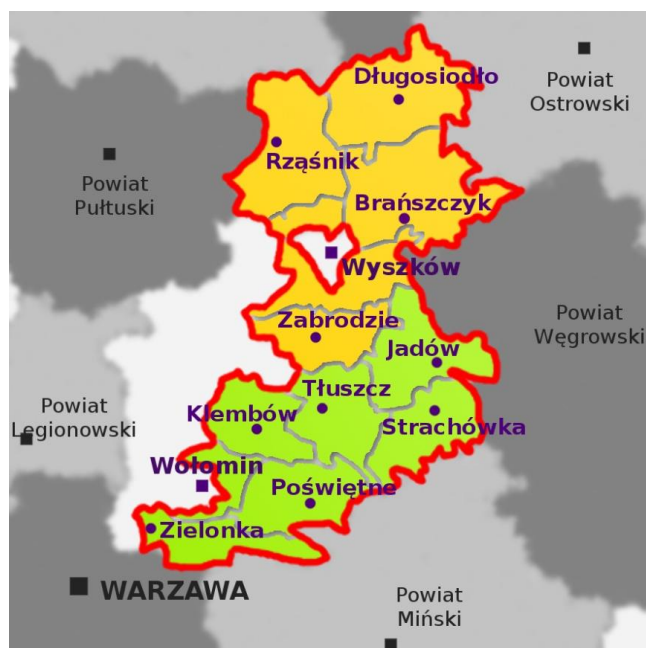 Długosiodło
Powiat
Ostrowski
Rząśnik
Powiat
Pułtuski
Brańszczyk
Wyszków
Zabrodzie
Powiat
Węgrowski
Jadów
Tłuszcz
Powiat
Legionowski
Klembów
Strachówka
Wołomin
Poświętne
Zielonka
WARZAWA
Powiat
Miński